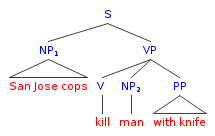 S
NP₁ VP
San Jose cops V NP₂ PP
kill man with knife